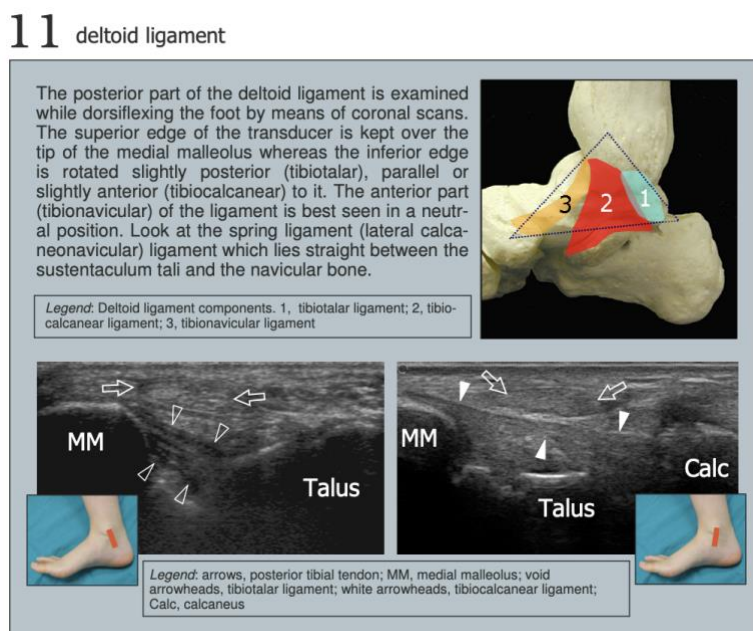 11 deltoid ligament
The posterior part of the deltoid ligament is examined
while dorsiflexing the foot by means of coronal scans.
The superior edge of the transducer is kept over the
tip of the medial malleolus whereas the inferior edge
is rotated slightly posterior (tibiotalar), parallel or
slightly anterior (tibiocalcanear) to it. The anterior part
(tibionavicular) of the ligament is best seen in a neutr-
al position. Look at the spring ligament (lateral calca-
neonavicular) ligament which lies straight between the
sustentaculum tali and the navicular bone.
Legend: Deltoid ligament components. 1, tibiotalar ligament; 2, tibio-
calcanear ligament; 3, tibionavicular ligament
3 2 1
MM
Talus
MM
Talus
Calc
Legend: arrows, posterior tibial tendon; MM, medial malleolus; void
arrowheads, tibiotalar ligament; white arrowheads, tibiocalcanear ligament;
Calc, calcaneus